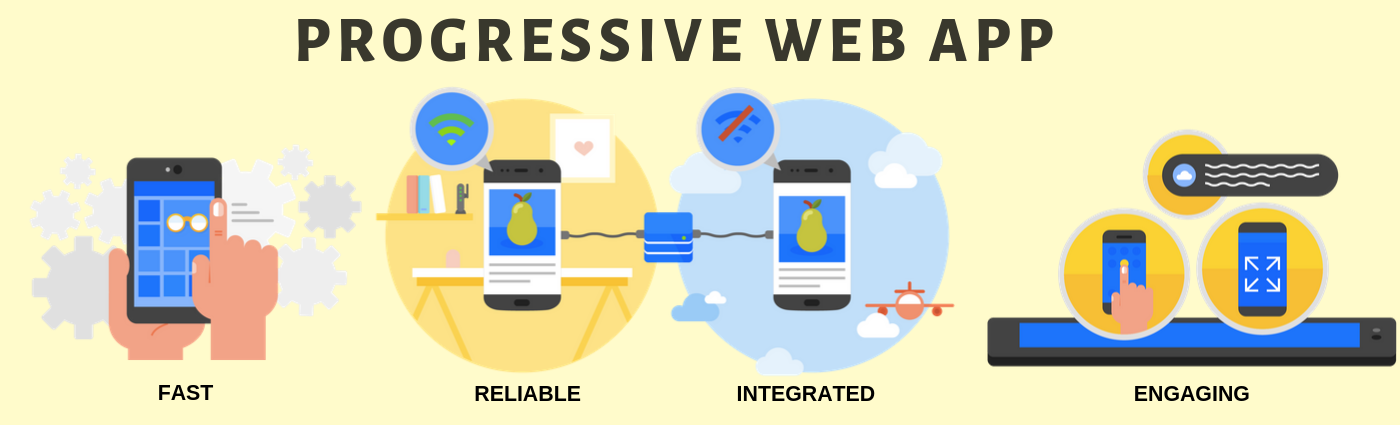 PROGRESSIVE WEB APP
FAST
RELIABLE
INTEGRATED
ENGAGING